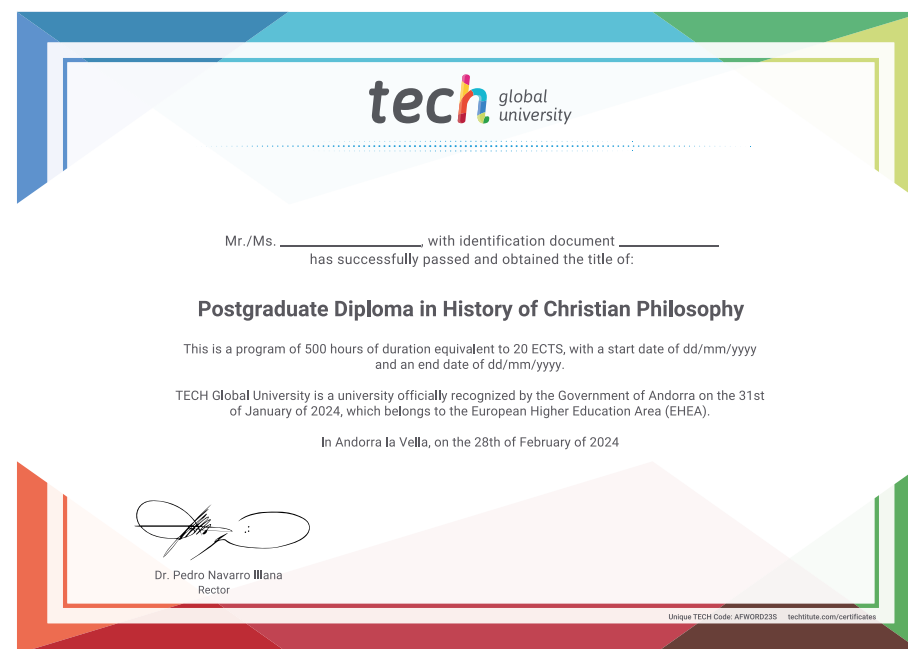 tech global
university
Mr./Ms. ____________________, with identification document ______________
has successfully passed and obtained the title of:
Postgraduate Diploma in History of Christian Philosophy
This is a program of 500 hours of duration equivalent to 20 ECTS, with a start date of dd/mm/yyyy
and an end date of dd/mm/yyyy.
TECH Global University is a university officially recognized by the Government of Andorra on the 31st
of January of 2024, which belongs to the European Higher Education Area (EHEA).
In Andorra la Vella, on the 28th of February of 2024
Dr. Pedro Navarro Illana
Rector
Unique TECH Code: AFWORD23S techtitute.com/certificates